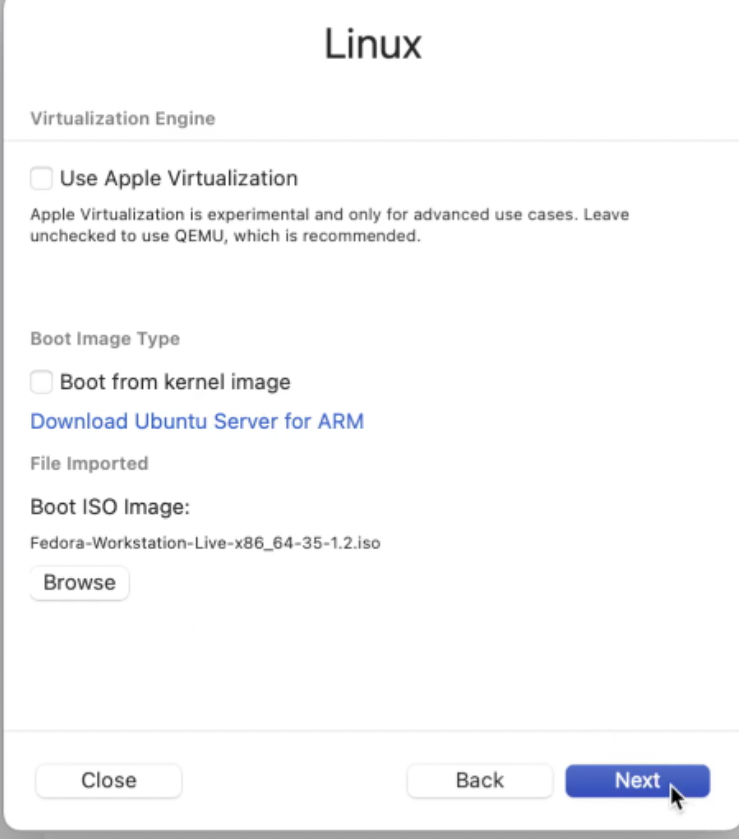 Linux
Virtualization Engine
Use Apple Virtualization
Apple Virtualization is experimental and only for advanced use cases. Leave
unchecked to use QEMU, which is recommended.
Boot Image Type
Boot from kernel image
Download Ubuntu Server for ARM
File Imported
Boot ISO Image:
Fedora-Workstation-Live-x86_64-35-1.2.iso
Browse
Close Back Next